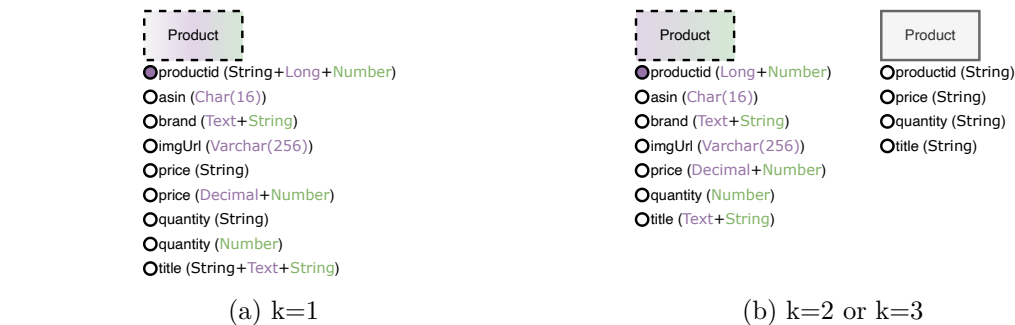 Product
productid (String+Long+Number)
asin (Char(16))
brand (Text+String)
imgUrl (Varchar(256))
price (String)
price (Decimal+Number)
quantity (String)
quantity (Number)
title (String+Text+String)
(a) k=1
Product
productid (Long+Number)
asin (Char(16))
brand (Text+String)
imgUrl (Varchar(256))
price (Decimal+Number)
quantity (Number)
title (Text+String)
Product
productid (String)
price (String)
quantity (String)
title (String)
(b) k=2 or k=3